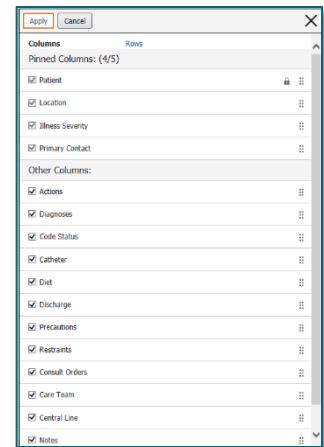 Apply Cancel
Columns Rows
Pinned Columns: (4/5)
Patient
Location
Illness Severity
Primary Contact
Other Columns:
Actions
Diagnoses
Code Status
Catheter
Diet
Discharge
Precautions
Restraints
Consult Orders
Care Team
Central Line
Notes